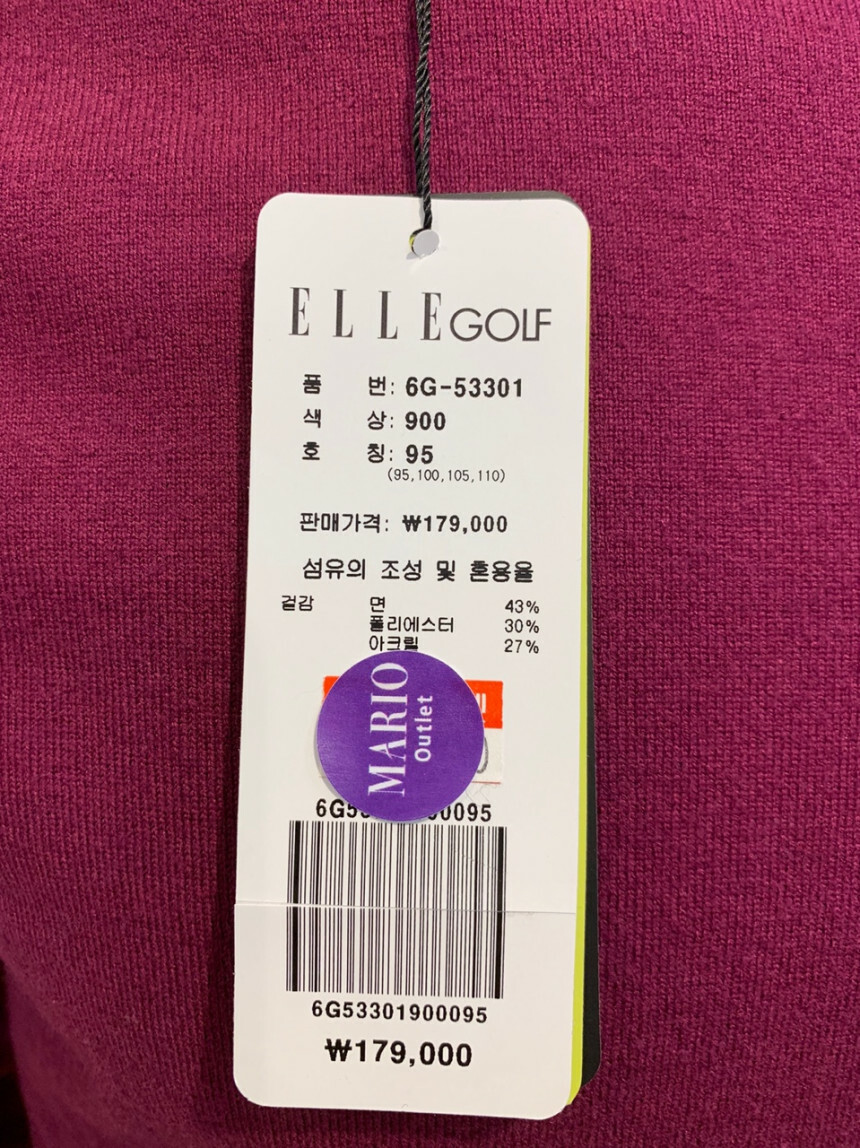 ELLE GOLF
품 번: 6G-53301
색 상: 900
호 칭: 95
(95,100,105,110)
판매가격: ₩179,000
섬유의 조성 및 혼용율
겉감 면 43%
폴리에스터 30%
아크릴 27%
MARIO
Outlet
6G53301900095
₩179,000